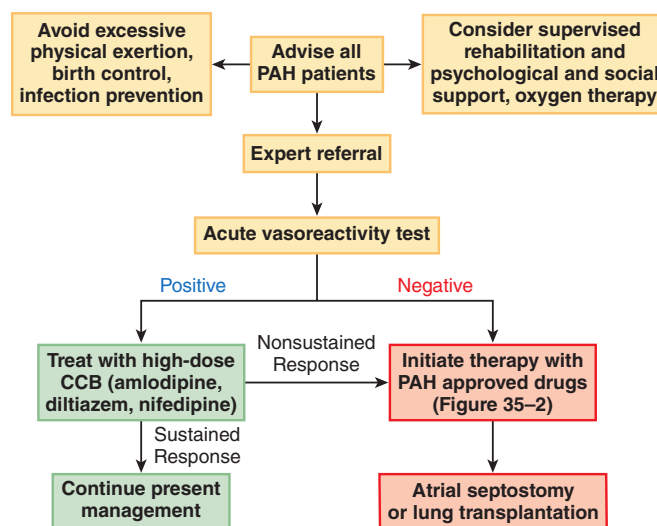 Avoid excessive
physical exertion,
birth control,
infection prevention
Advise all
PAH patients
Consider supervised
rehabilitation and
psychological and social
support, oxygen therapy
Expert referral
Acute vasoreactivity test
Positive
Negative
Treat with high-dose
CCB (amlodipine,
diltiazem, nifedipine)
Nonsustained
Response
Initiate therapy with
PAH approved drugs
(Figure 35–2)
Sustained
Response
Continue present
management
Atrial septostomy
or lung transplantation